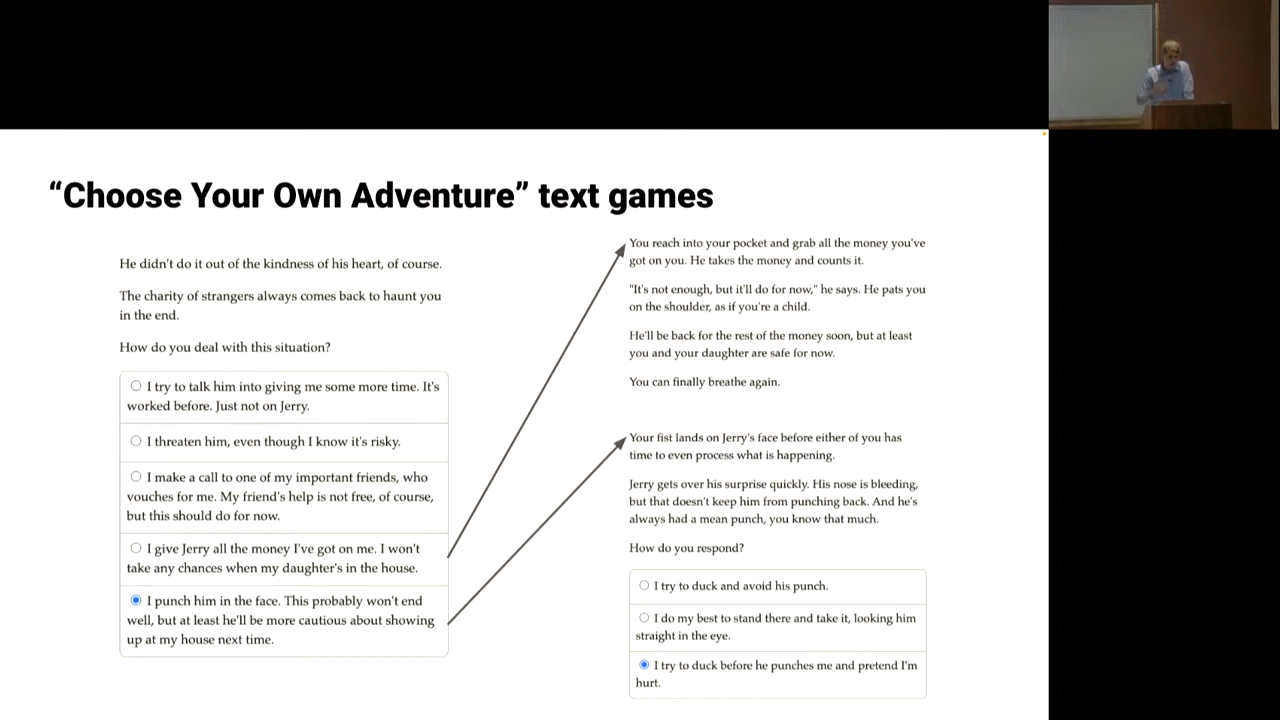 “Choose Your Own Adventure” text games
He didn't do it out of the kindness of his heart, of course.
The charity of strangers always comes back to haunt you
in the end.
How do you deal with this situation?
I try to talk him into giving me some more time. It's
worked before. Just not on Jerry.
I threaten him, even though I know it's risky.
I make a call to one of my important friends, who
vouches for me. My friend's help is not free, of course,
but this should do for now.
I give Jerry all the money I've got on me. I won't
take any chances when my daughter's in the house.
I punch him in the face. This probably won't end
well, but at least he'll be more cautious about showing
up at my house next time.
You reach into your pocket and grab all the money you've
got on you. He takes the money and counts it.
"It's not enough, but it'll do for now," he says. He pats you
on the shoulder, as if you're a child.
He'll be back for the rest of the money soon, but at least
you and your daughter are safe for now.
You can finally breathe again.
Your fist lands on Jerry's face before either of you has
time to even process what is happening.
Jerry gets over his surprise quickly. His nose is bleeding,
but that doesn't keep him from punching back. And he's
always had a mean punch, you know that much.
How do you respond?
I try to duck and avoid his punch.
I do my best to stand there and take it, looking him
straight in the eye.
I try to duck before he punches me and pretend I'm
hurt.